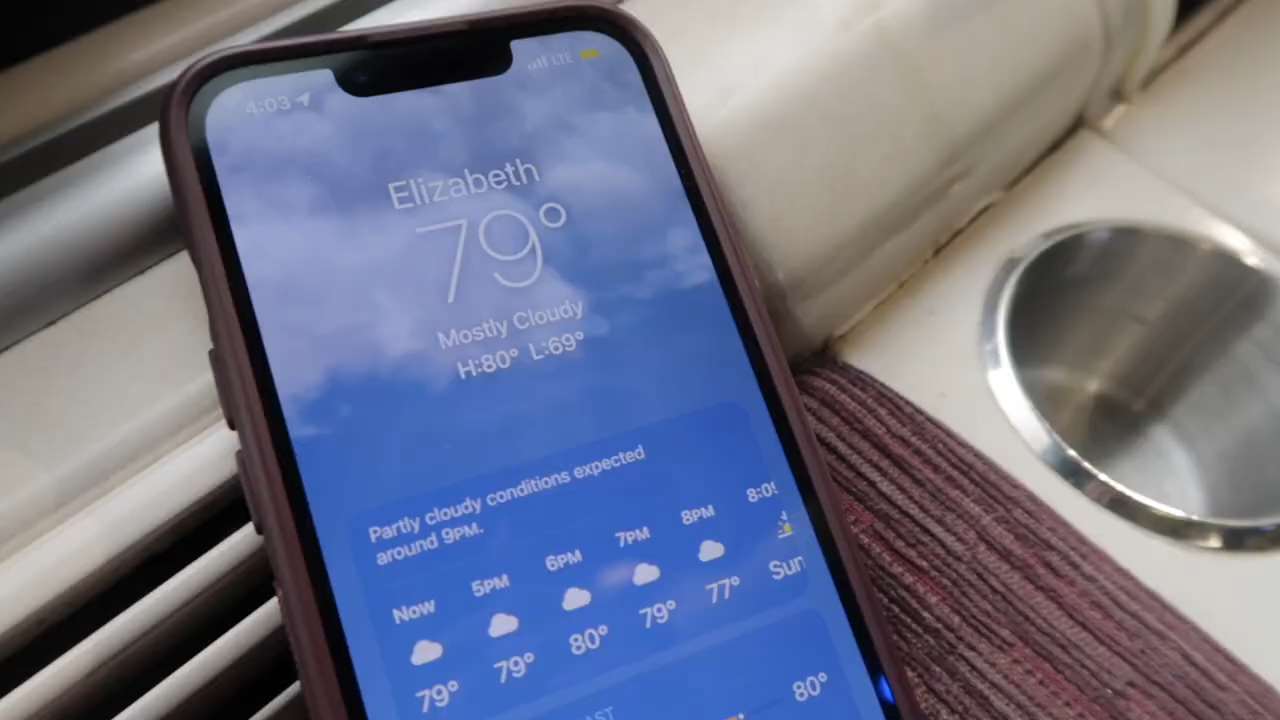 4:03
LTE
Elizabeth
79°
Mostly Cloudy
H:80° L:69°
Partly cloudy conditions expected
around 9PM.
Now 5PM 6PM 7PM 8PM 8:0
79° 79° 80° 79° 77° Sun
80°